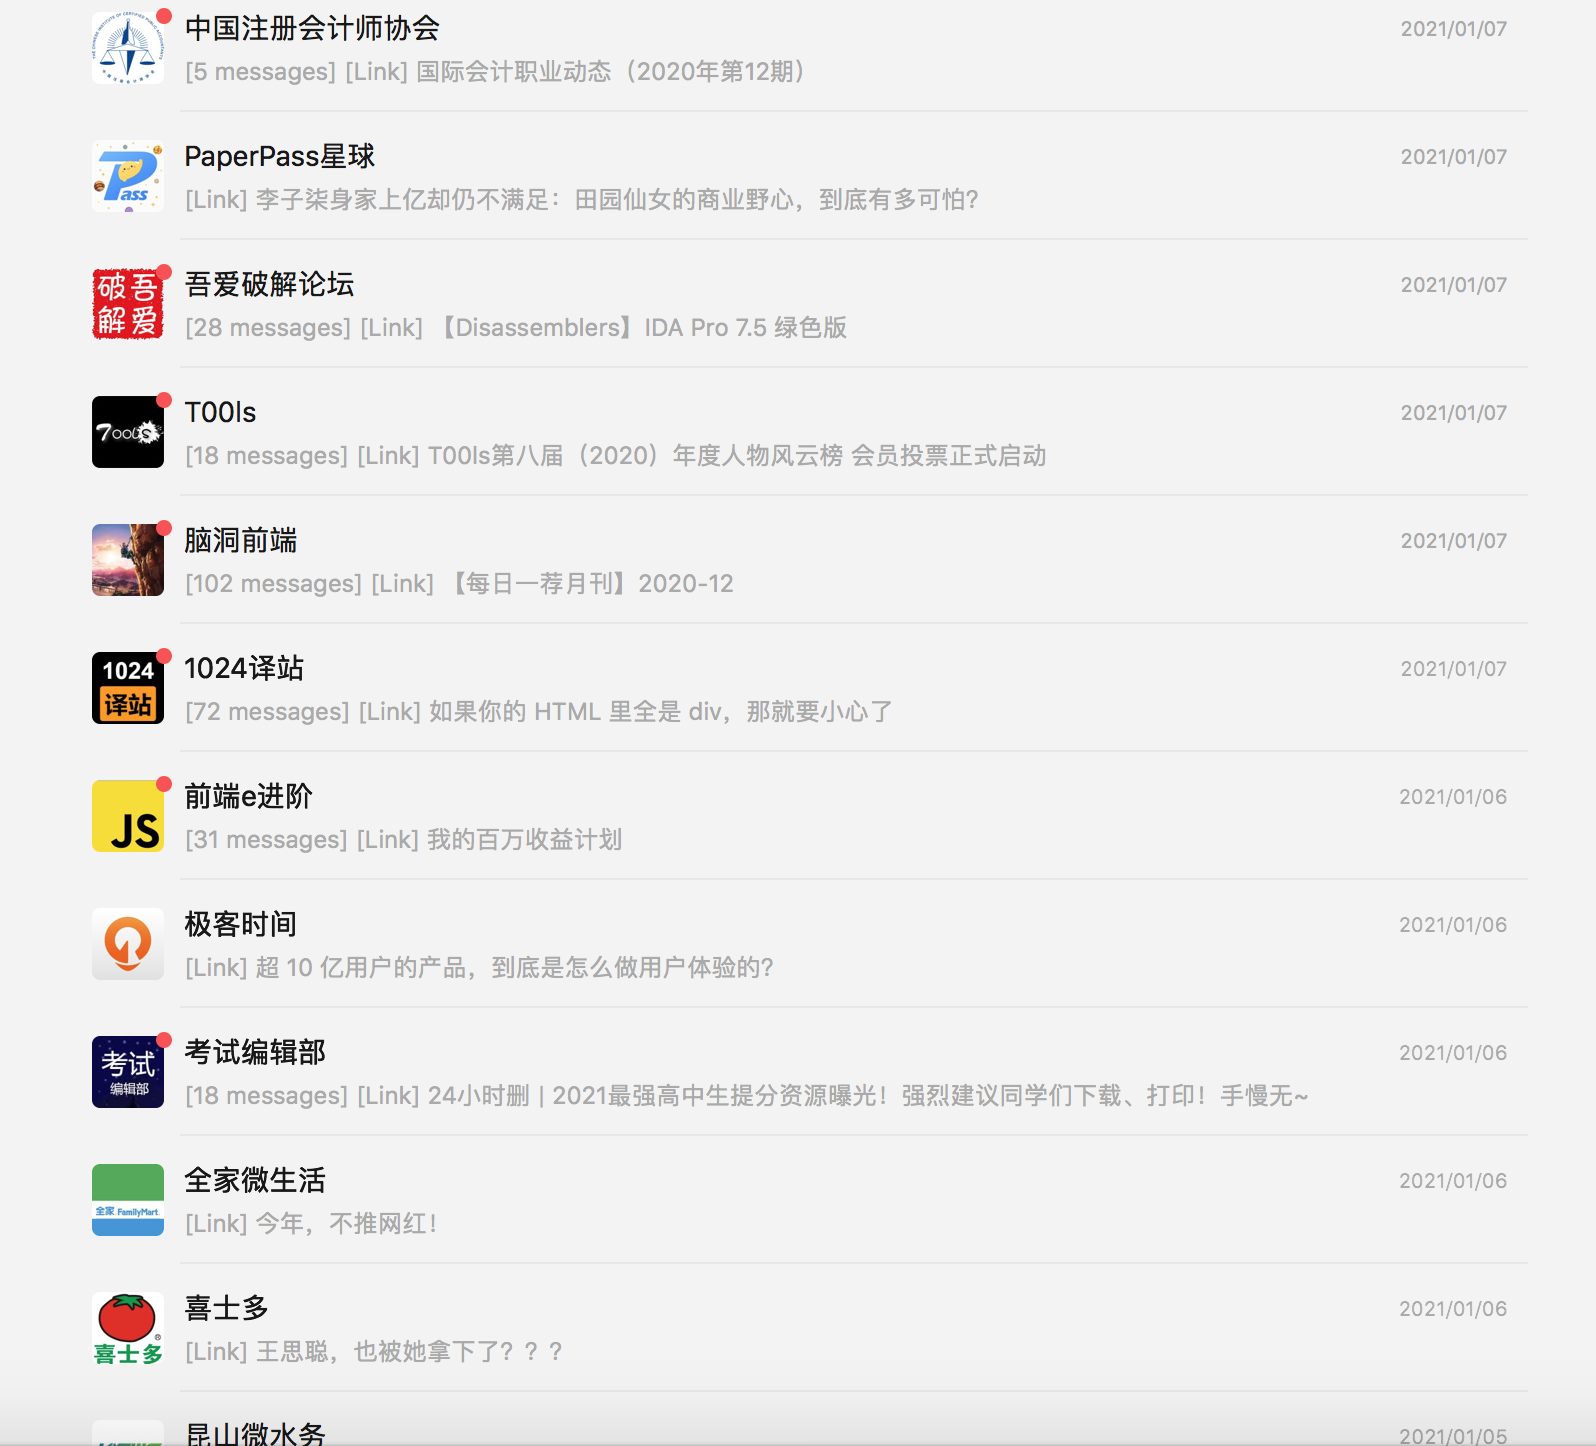 中国注册会计师协会
2021/01/07
[5 messages] [Link] 国际会计职业动态（2020年第12期）
Pass
PaperPass星球
2021/01/07
[Link] 李子柒身家上亿却仍不满足：田园仙女的商业野心，到底有多可怕？
破吾
解爱
吾爱破解论坛
2021/01/07
[28 messages] [Link] 【Disassemblers】IDA Pro 7.5 绿色版
Tools
T00ls
2021/01/07
[18 messages] [Link] T00ls第八届（2020）年度人物风云榜 会员投票正式启动
脑洞前端
2021/01/07
[102 messages] [Link] 【每日一荐月刊】2020-12
1024
译站
1024译站
2021/01/07
[72 messages] [Link] 如果你的 HTML 里全是 div，那就要小心了
JS
前端e进阶
2021/01/06
[31 messages] [Link] 我的百万收益计划
极客时间
2021/01/06
[Link] 超 10 亿用户的产品，到底是怎么做用户体验的？
考试
编辑部
考试编辑部
2021/01/06
[18 messages] [Link] 24小时删 | 2021最强高中生提分资源曝光！强烈建议同学们下载、打印！手慢无~
全家 FamilyMart
全家微生活
2021/01/06
[Link] 今年，不推网红！
喜士多
喜士多
2021/01/06
[Link] 王思聪，也被她拿下了？？？
昆山微水务
2021/01/05